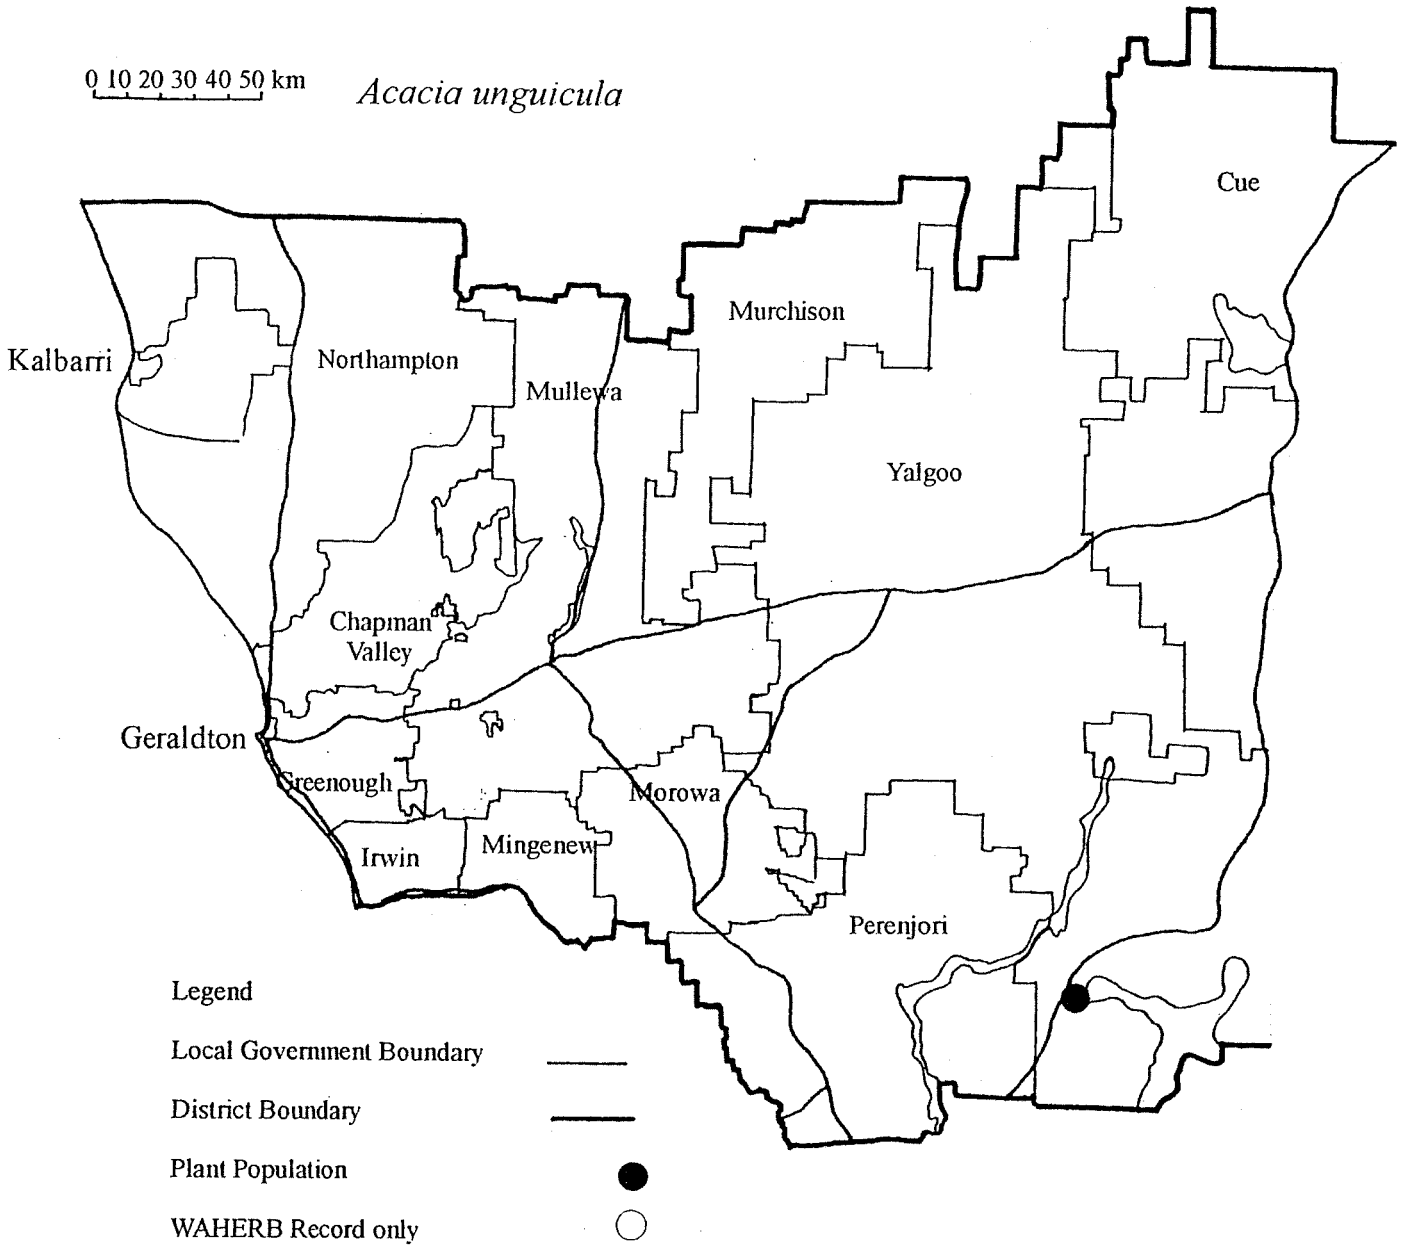 0 10 20 30 40 50 km
Acacia unguicula
Cue
Murchison
Kalbarri
Northampton
Mullewa
Yalgoo
Chapman
Valley
Geraldton
Greenough
Morowa
Irwin
Mingenew
Perenjori
Legend
Local Government Boundary
District Boundary
Plant Population
WAHERB Record only